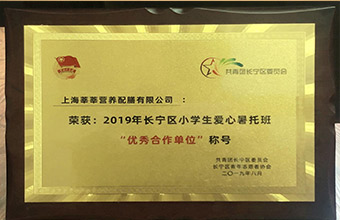 共青团长宁区委员会
上海莘莘营养配膳有限公司 :
荣获：2019年长宁区小学生爱心暑托班
“优秀合作单位”称号
共青团长宁区委员会
长宁区青年志愿者协会
二〇一九年八月